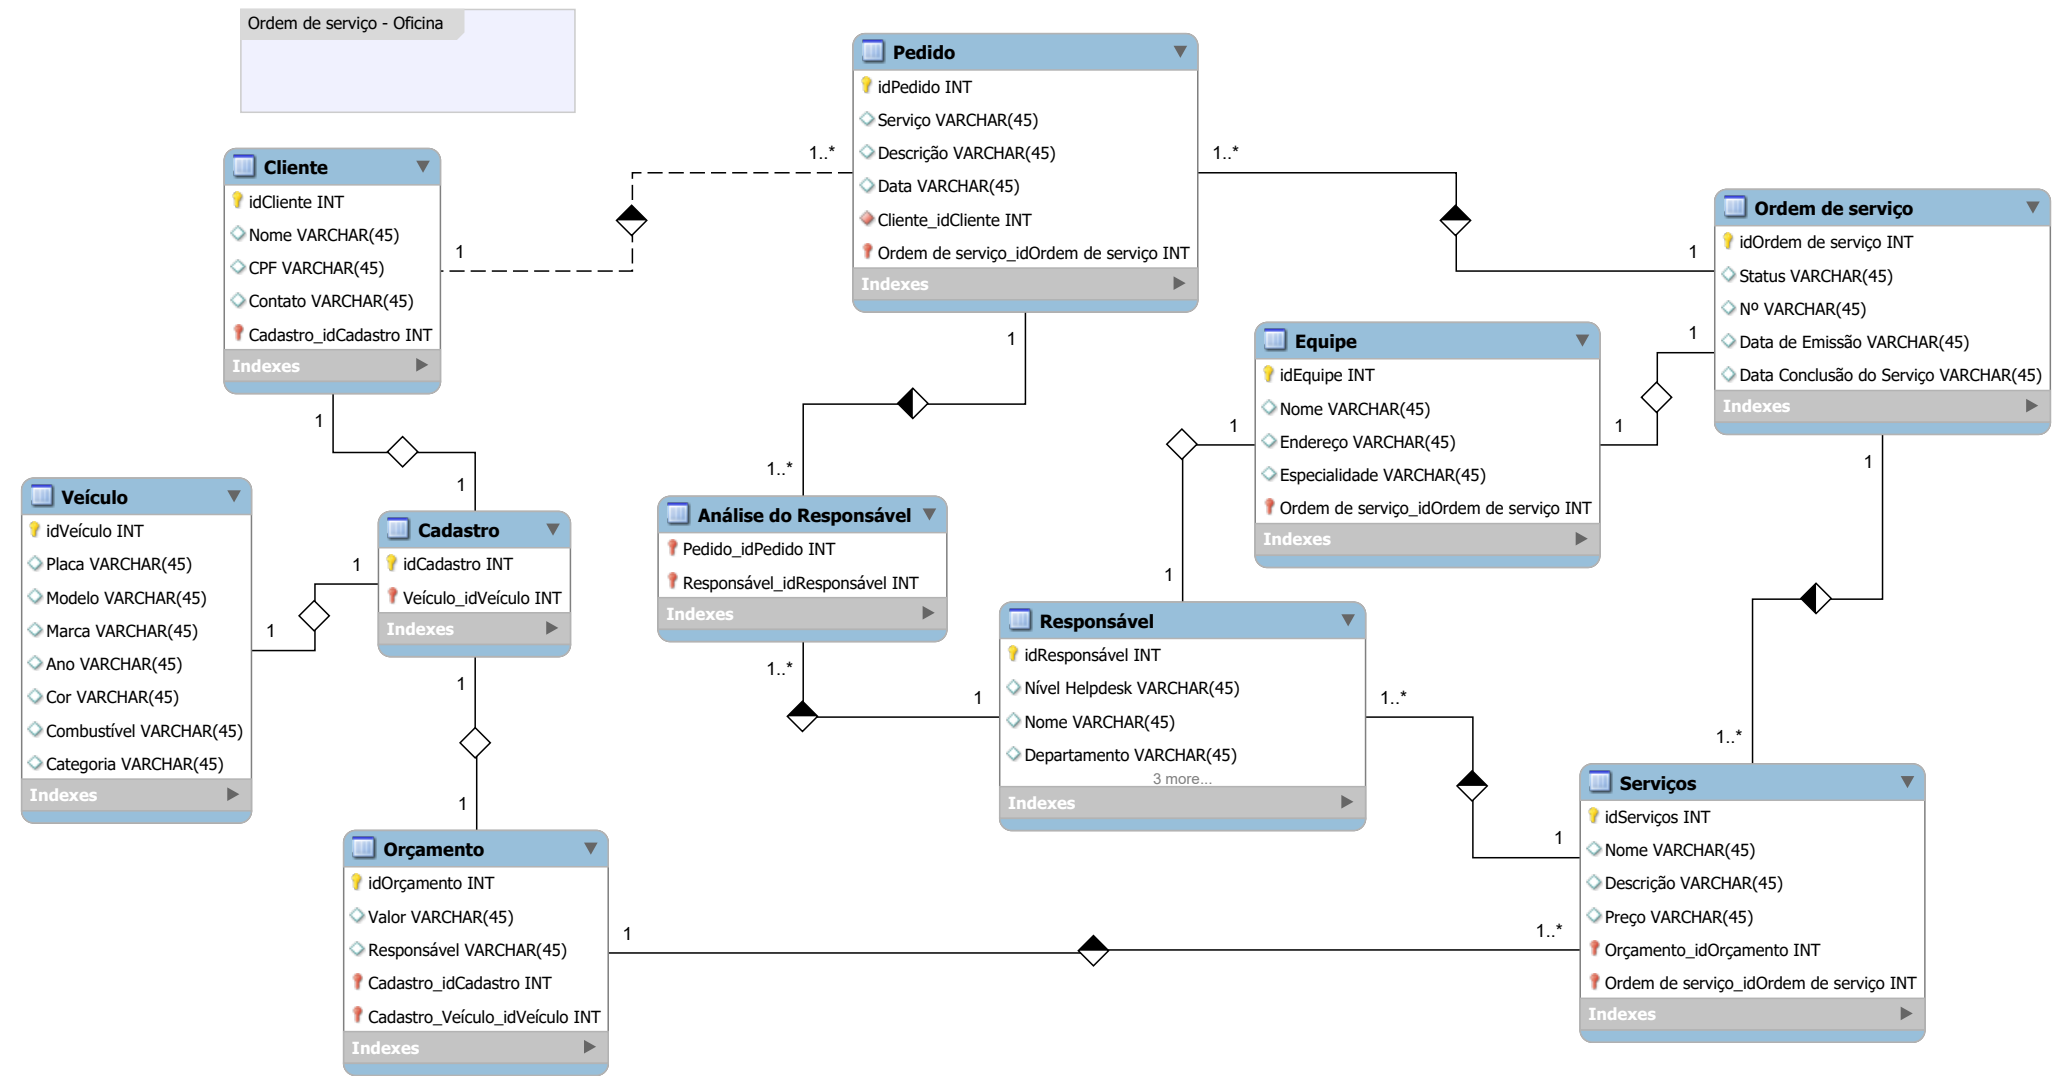 Ordem de serviço - Oficina
Pedido
idPedido INT
Serviço VARCHAR(45)
Descrição VARCHAR(45)
Data VARCHAR(45)
Cliente_idCliente INT
Ordem de serviço_idOrdem de serviço INT
Indexes
1..*
1..*
1
Cliente
idCliente INT
Nome VARCHAR(45)
CPF VARCHAR(45)
Contato VARCHAR(45)
Cadastro_idCadastro INT
Indexes
1
1
Ordem de serviço
idOrdem de serviço INT
Status VARCHAR(45)
Nº VARCHAR(45)
Data de Emissão VARCHAR(45)
Data Conclusão do Serviço VARCHAR(45)
Indexes
1
1
1
Equipe
idEquipe INT
Nome VARCHAR(45)
Endereço VARCHAR(45)
Especialidade VARCHAR(45)
Ordem de serviço_idOrdem de serviço INT
Indexes
1
1
Veículo
idVeículo INT
Placa VARCHAR(45)
Modelo VARCHAR(45)
Marca VARCHAR(45)
Ano VARCHAR(45)
Cor VARCHAR(45)
Combustível VARCHAR(45)
Categoria VARCHAR(45)
Indexes
1
Cadastro
idCadastro INT
Veículo_idVeículo INT
Indexes
1
1
1
Análise do Responsável
Pedido_idPedido INT
Responsável_idResponsável INT
Indexes
1..*
1..*
Responsável
idResponsável INT
Nível Helpdesk VARCHAR(45)
Nome VARCHAR(45)
Departamento VARCHAR(45)
3 more...
Indexes
1
1
1..*
Orçamento
idOrçamento INT
Valor VARCHAR(45)
Responsável VARCHAR(45)
Cadastro_idCadastro INT
Cadastro_Veículo_idVeículo INT
Indexes
1
1
Serviços
idServiços INT
Nome VARCHAR(45)
Descrição VARCHAR(45)
Preço VARCHAR(45)
Orçamento_idOrçamento INT
Ordem de serviço_idOrdem de serviço INT
Indexes
1..*
1
1..*